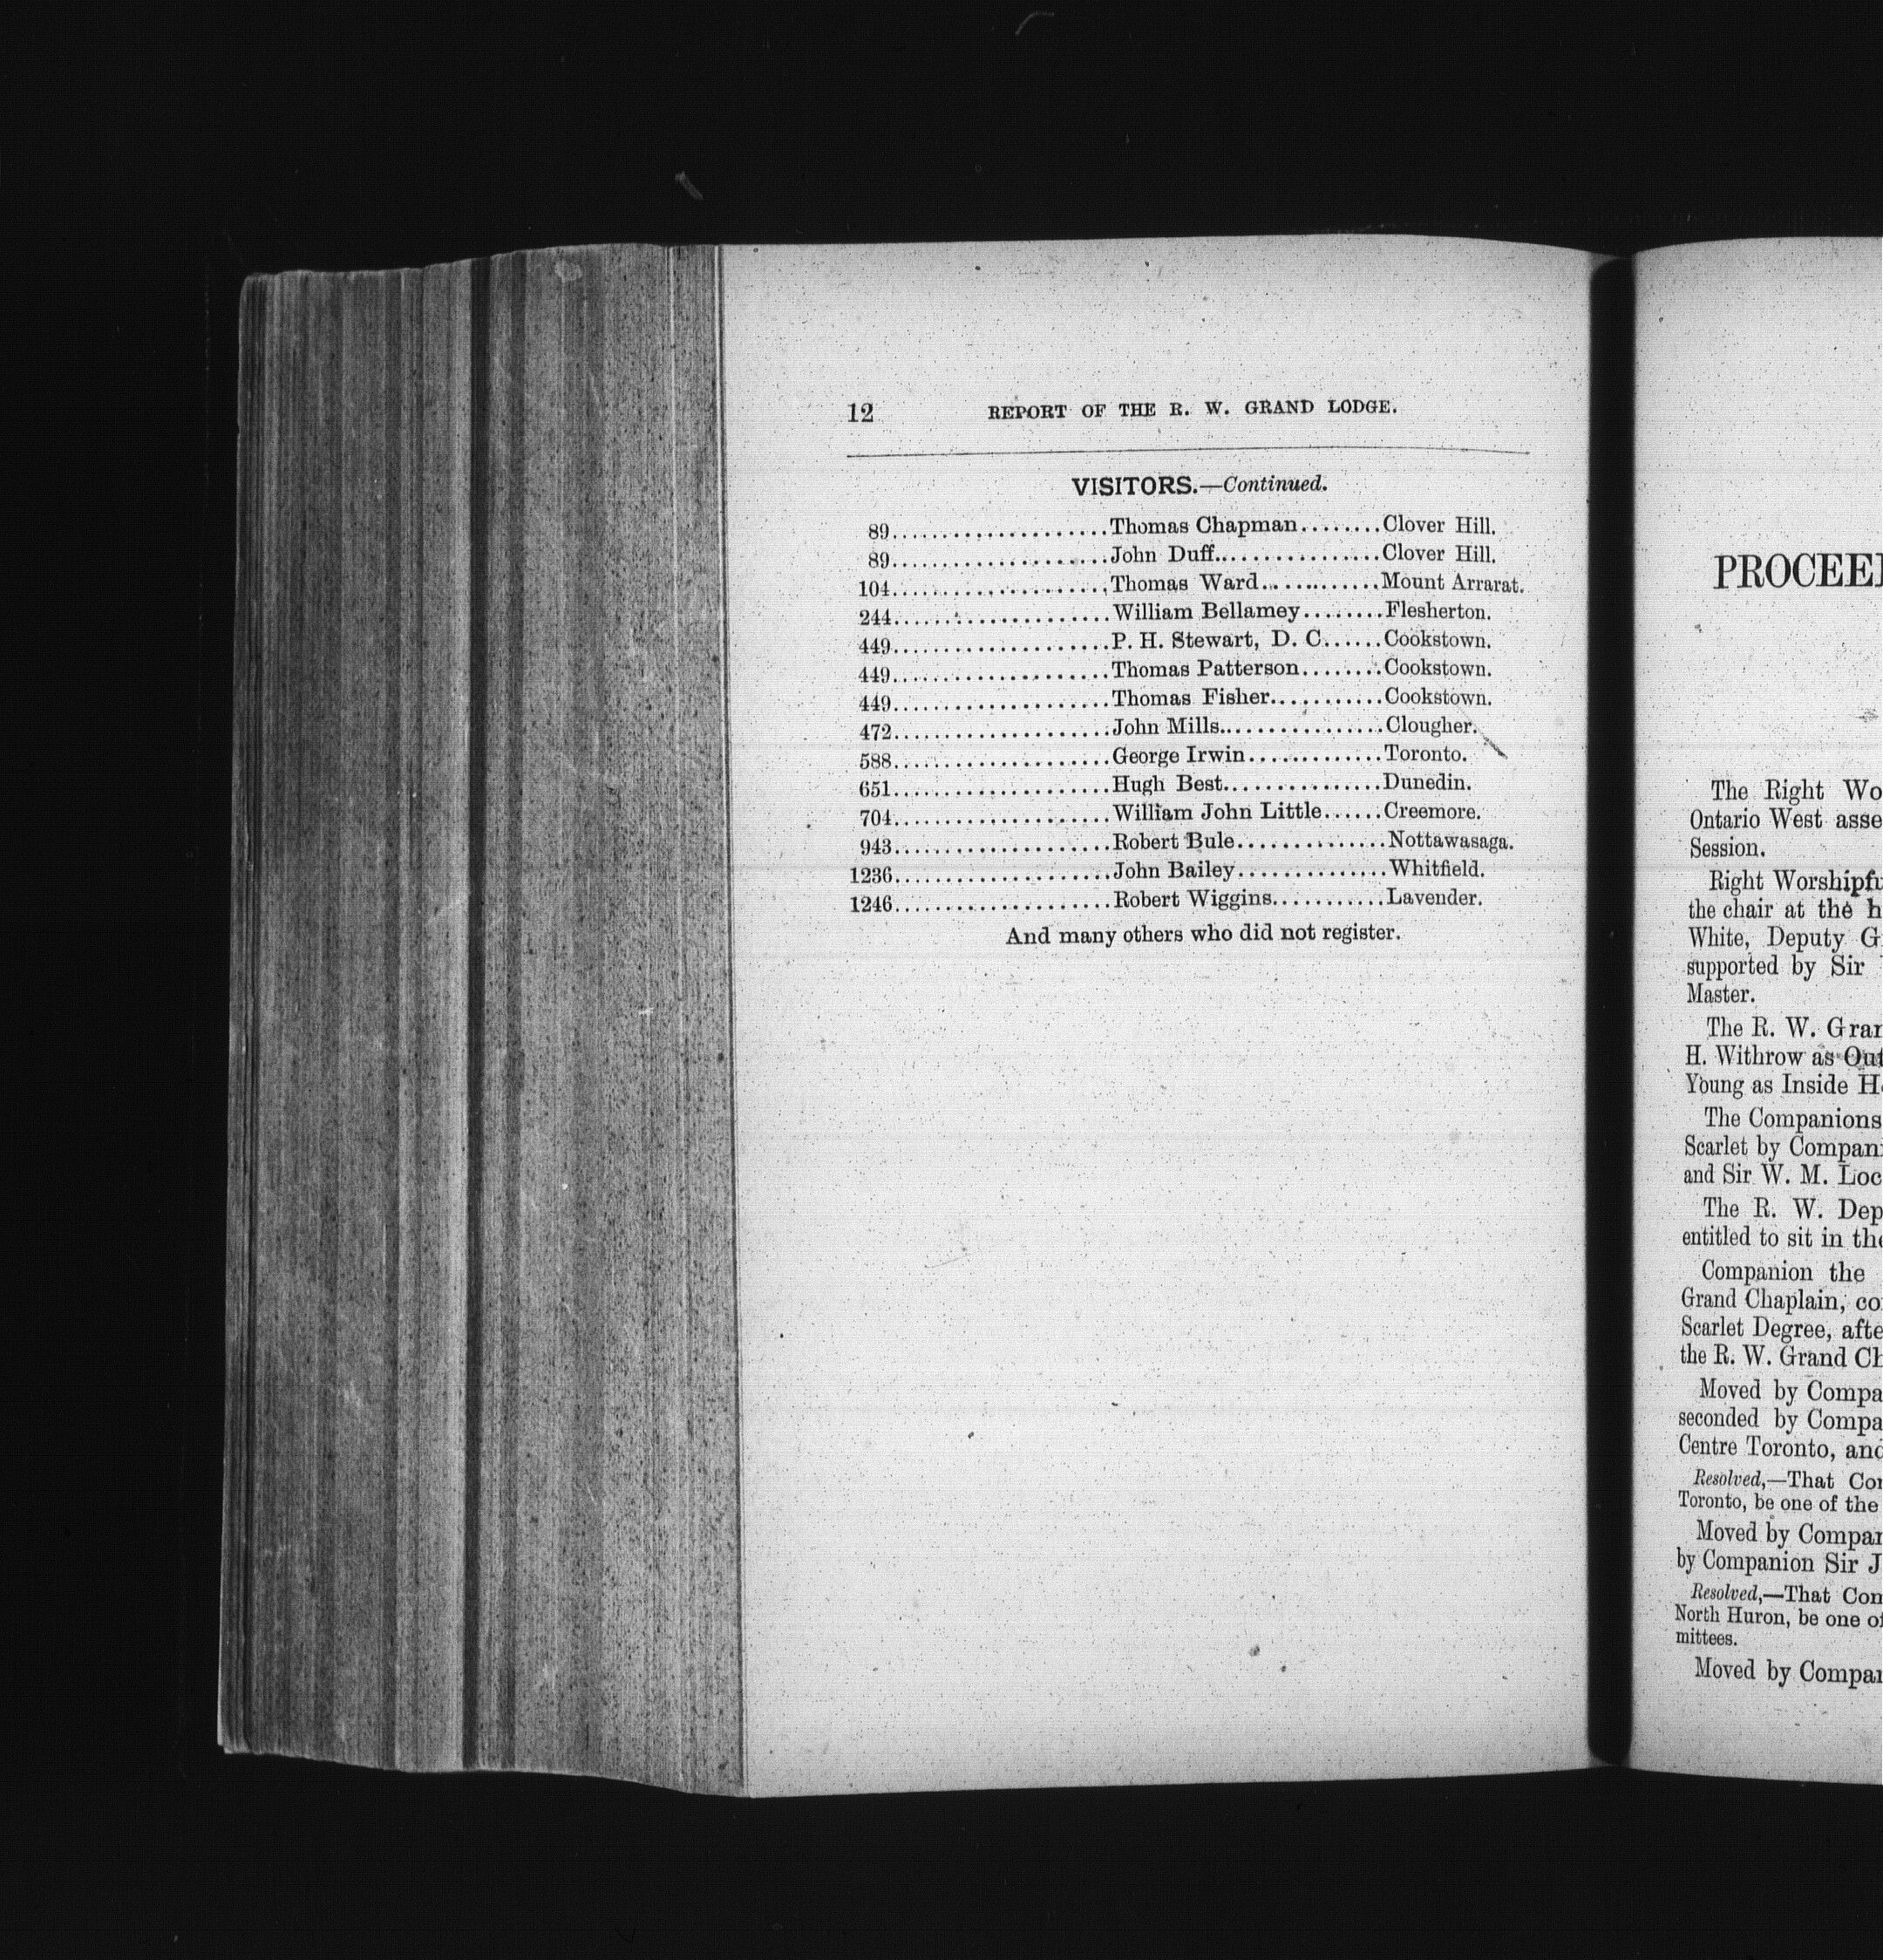 12 REPORT OF THE R. W. GRAND LODGE.
VISITORS.—Continued.
89....................Thomas Chapman........Clover Hill.
89....................John Duff................Clover Hill.
104....................Thomas Ward...........Mount Arrarat.
244....................William Bellamey........Flesherton.
449....................P. H. Stewart, D. C......Cookstown.
449....................Thomas Patterson........Cookstown.
449....................Thomas Fisher...........Cookstown.
472....................John Mills................Clougher.
588....................George Irwin.............Toronto.
651....................Hugh Best...............Dunedin.
704....................William John Little......Creemore.
943....................Robert Bule..............Nottawasaga.
1236....................John Bailey..............Whitfield.
1246....................Robert Wiggins...........Lavender.
And many others who did not register.
PROCEE
The Right Wo
Ontario West asse
Session.
Right Worshipfu
the chair at the h
White, Deputy G
supported by Sir
Master.
The R. W. Gran
H. Withrow as Out
Young as Inside H
The Companions
Scarlet by Compan
and Sir W. M. Loc
The R. W. Dep
entitled to sit in the
Companion the
Grand Chaplain, co
Scarlet Degree, afte
the R. W. Grand Ch
Moved by Compa
seconded by Compa
Centre Toronto, and
Resolved,—That Com
Toronto, be one of the
Moved by Compan
by Companion Sir J
Resolved,—That Com
North Huron, be one of
mittees.
Moved by Compan